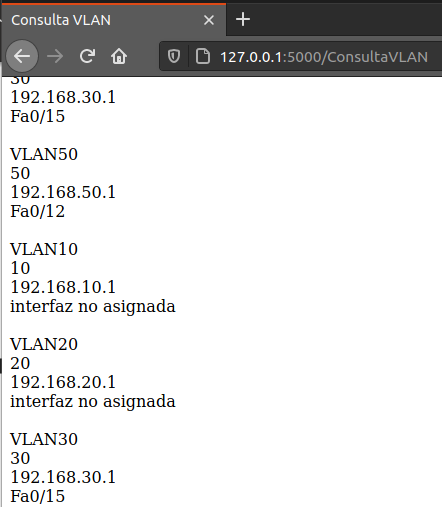 Consulta VLAN
127.0.0.1:5000/ConsultaVLAN
30
192.168.30.1
Fa0/15
VLAN50
50
192.168.50.1
Fa0/12
VLAN10
10
192.168.10.1
interfaz no asignada
VLAN20
20
192.168.20.1
interfaz no asignada
VLAN30
30
192.168.30.1
Fa0/15